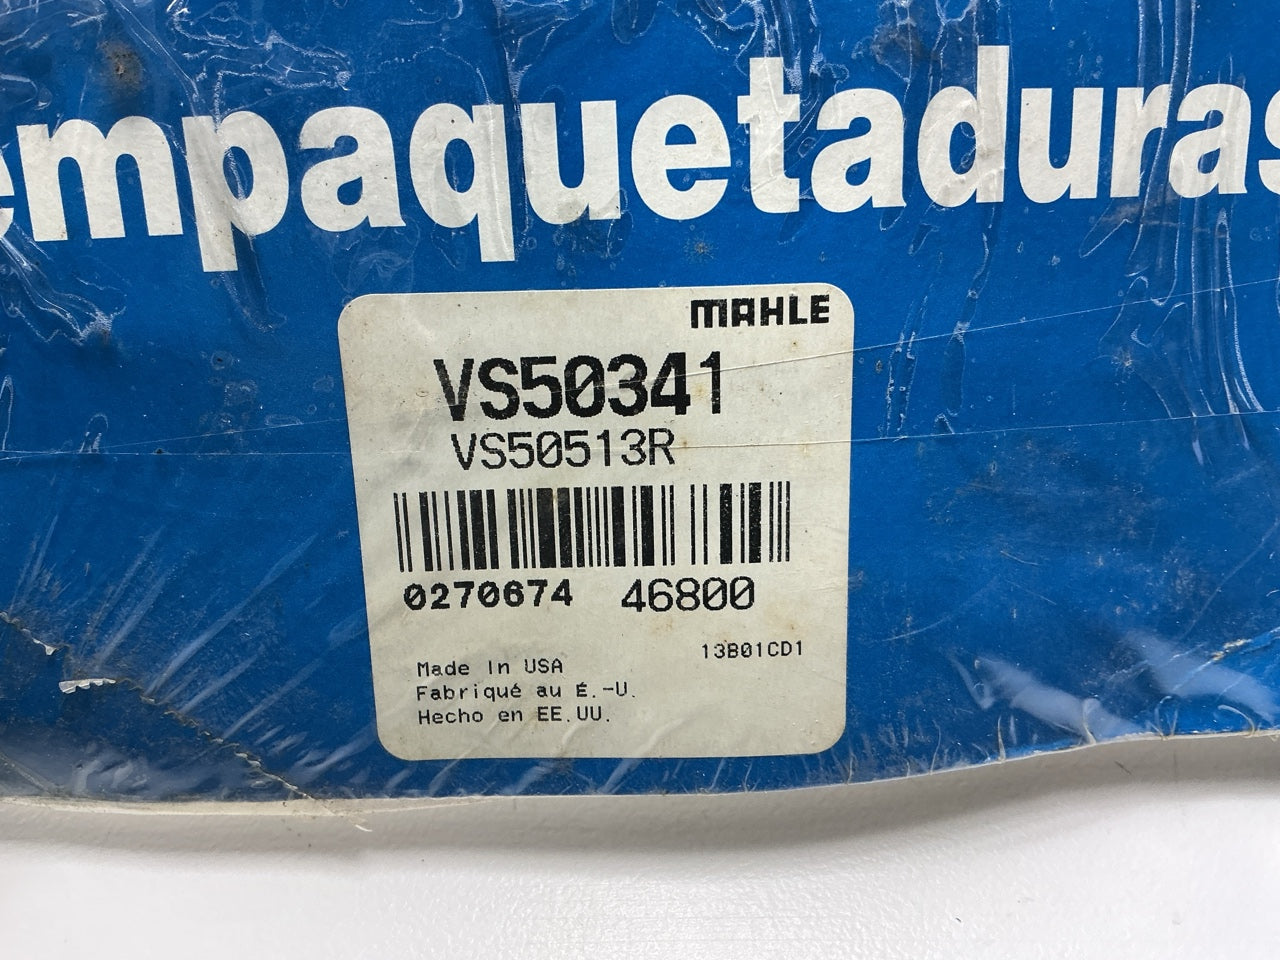 empaquetaduras
MAHLE
VS50341
VS50513R
0270674 46800
13B01CD1
Made In USA
Fabriqué au É.-U.
Hecho en EE.UU.